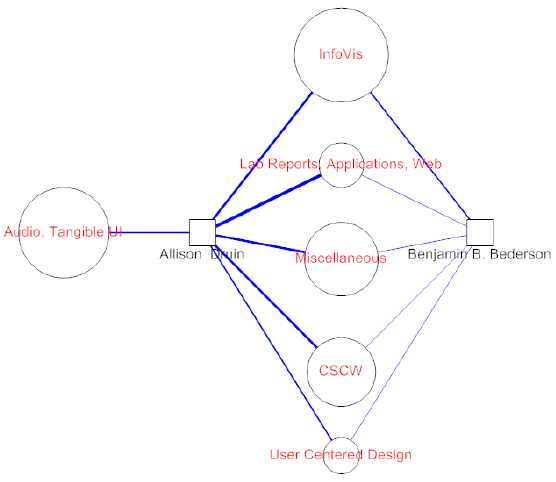 InfoVis
Lab Reports, Applications, Web
Audio, Tangible UI
Allison Druin
Miscellaneous
Benjamin B. Bederson
CSCW
User Centered Design